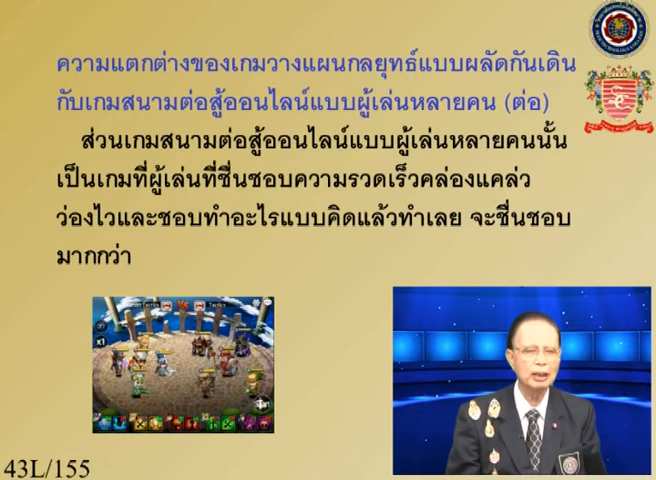 ความแตกต่างของเกมวางแผนกลยุทธ์แบบผลัดกันเดิน
กับเกมสนามต่อสู้ออนไลน์แบบผู้เล่นหลายคน (ต่อ)
ส่วนเกมสนามต่อสู้ออนไลน์แบบผู้เล่นหลายคนนั้น
เป็นเกมที่ผู้เล่นที่ชื่นชอบความรวดเร็วคล่องแคล่ว
ว่องไวและชอบทำอะไรแบบคิดแล้วทำเลย จะชื่นชอบ
มากกว่า
x1
43L/155